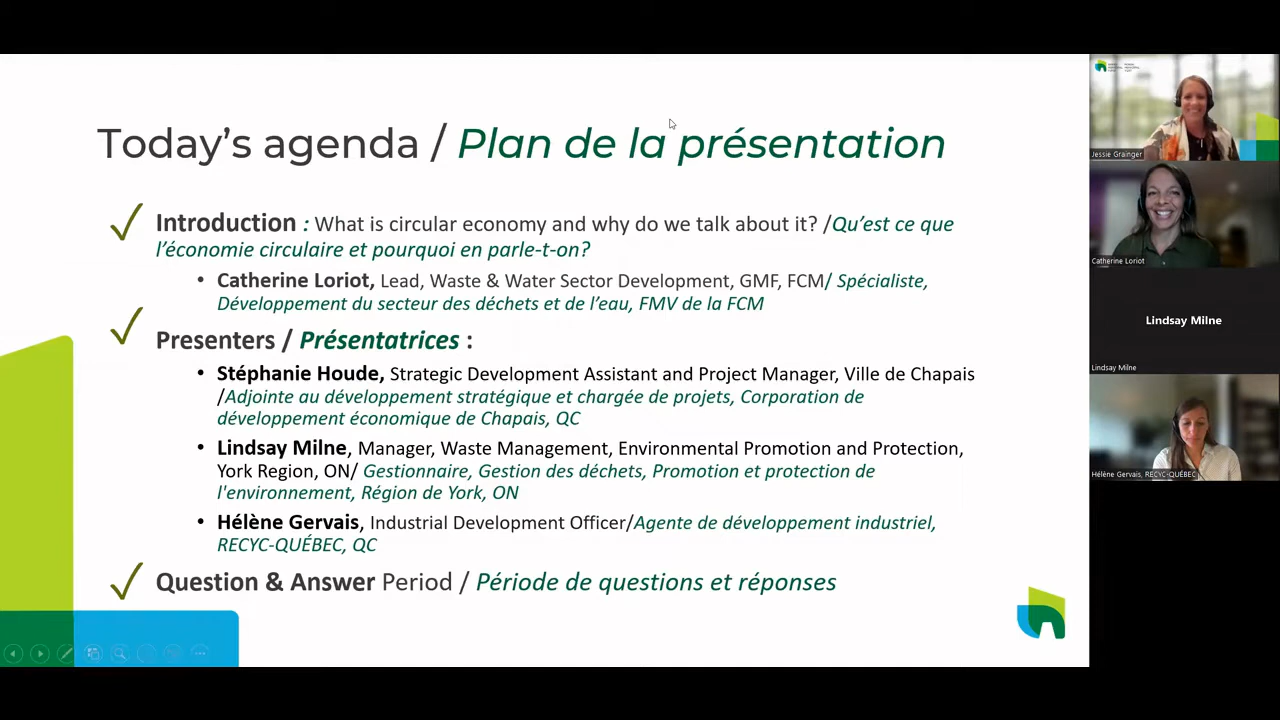 Today's agenda / Plan de la présentation
Introduction : What is circular economy and why do we talk about it? /Qu'est ce que
l'économie circulaire et pourquoi en parle-t-on?
• Catherine Loriot, Lead, Waste & Water Sector Development, GMF, FCM/ Spécialiste,
Développement du secteur des déchets et de l'eau, FMV de la FCM
Presenters / Présentatrices :
• Stéphanie Houde, Strategic Development Assistant and Project Manager, Ville de Chapais
/Adjointe au développement stratégique et chargée de projets, Corporation de
développement économique de Chapais, QC
• Lindsay Milne, Manager, Waste Management, Environmental Promotion and Protection,
York Region, ON/ Gestionnaire, Gestion des déchets, Promotion et protection de
l'environnement, Région de York, ON
• Hélène Gervais, Industrial Development Officer/Agente de développement industriel,
RECYC-QUÉBEC, QC
Question & Answer Period / Période de questions et réponses
Jessie Grainger
Catherine Loriot
Lindsay Milne
Lindsay Milne
Hélène Gervais, RECYC-QUÉBEC